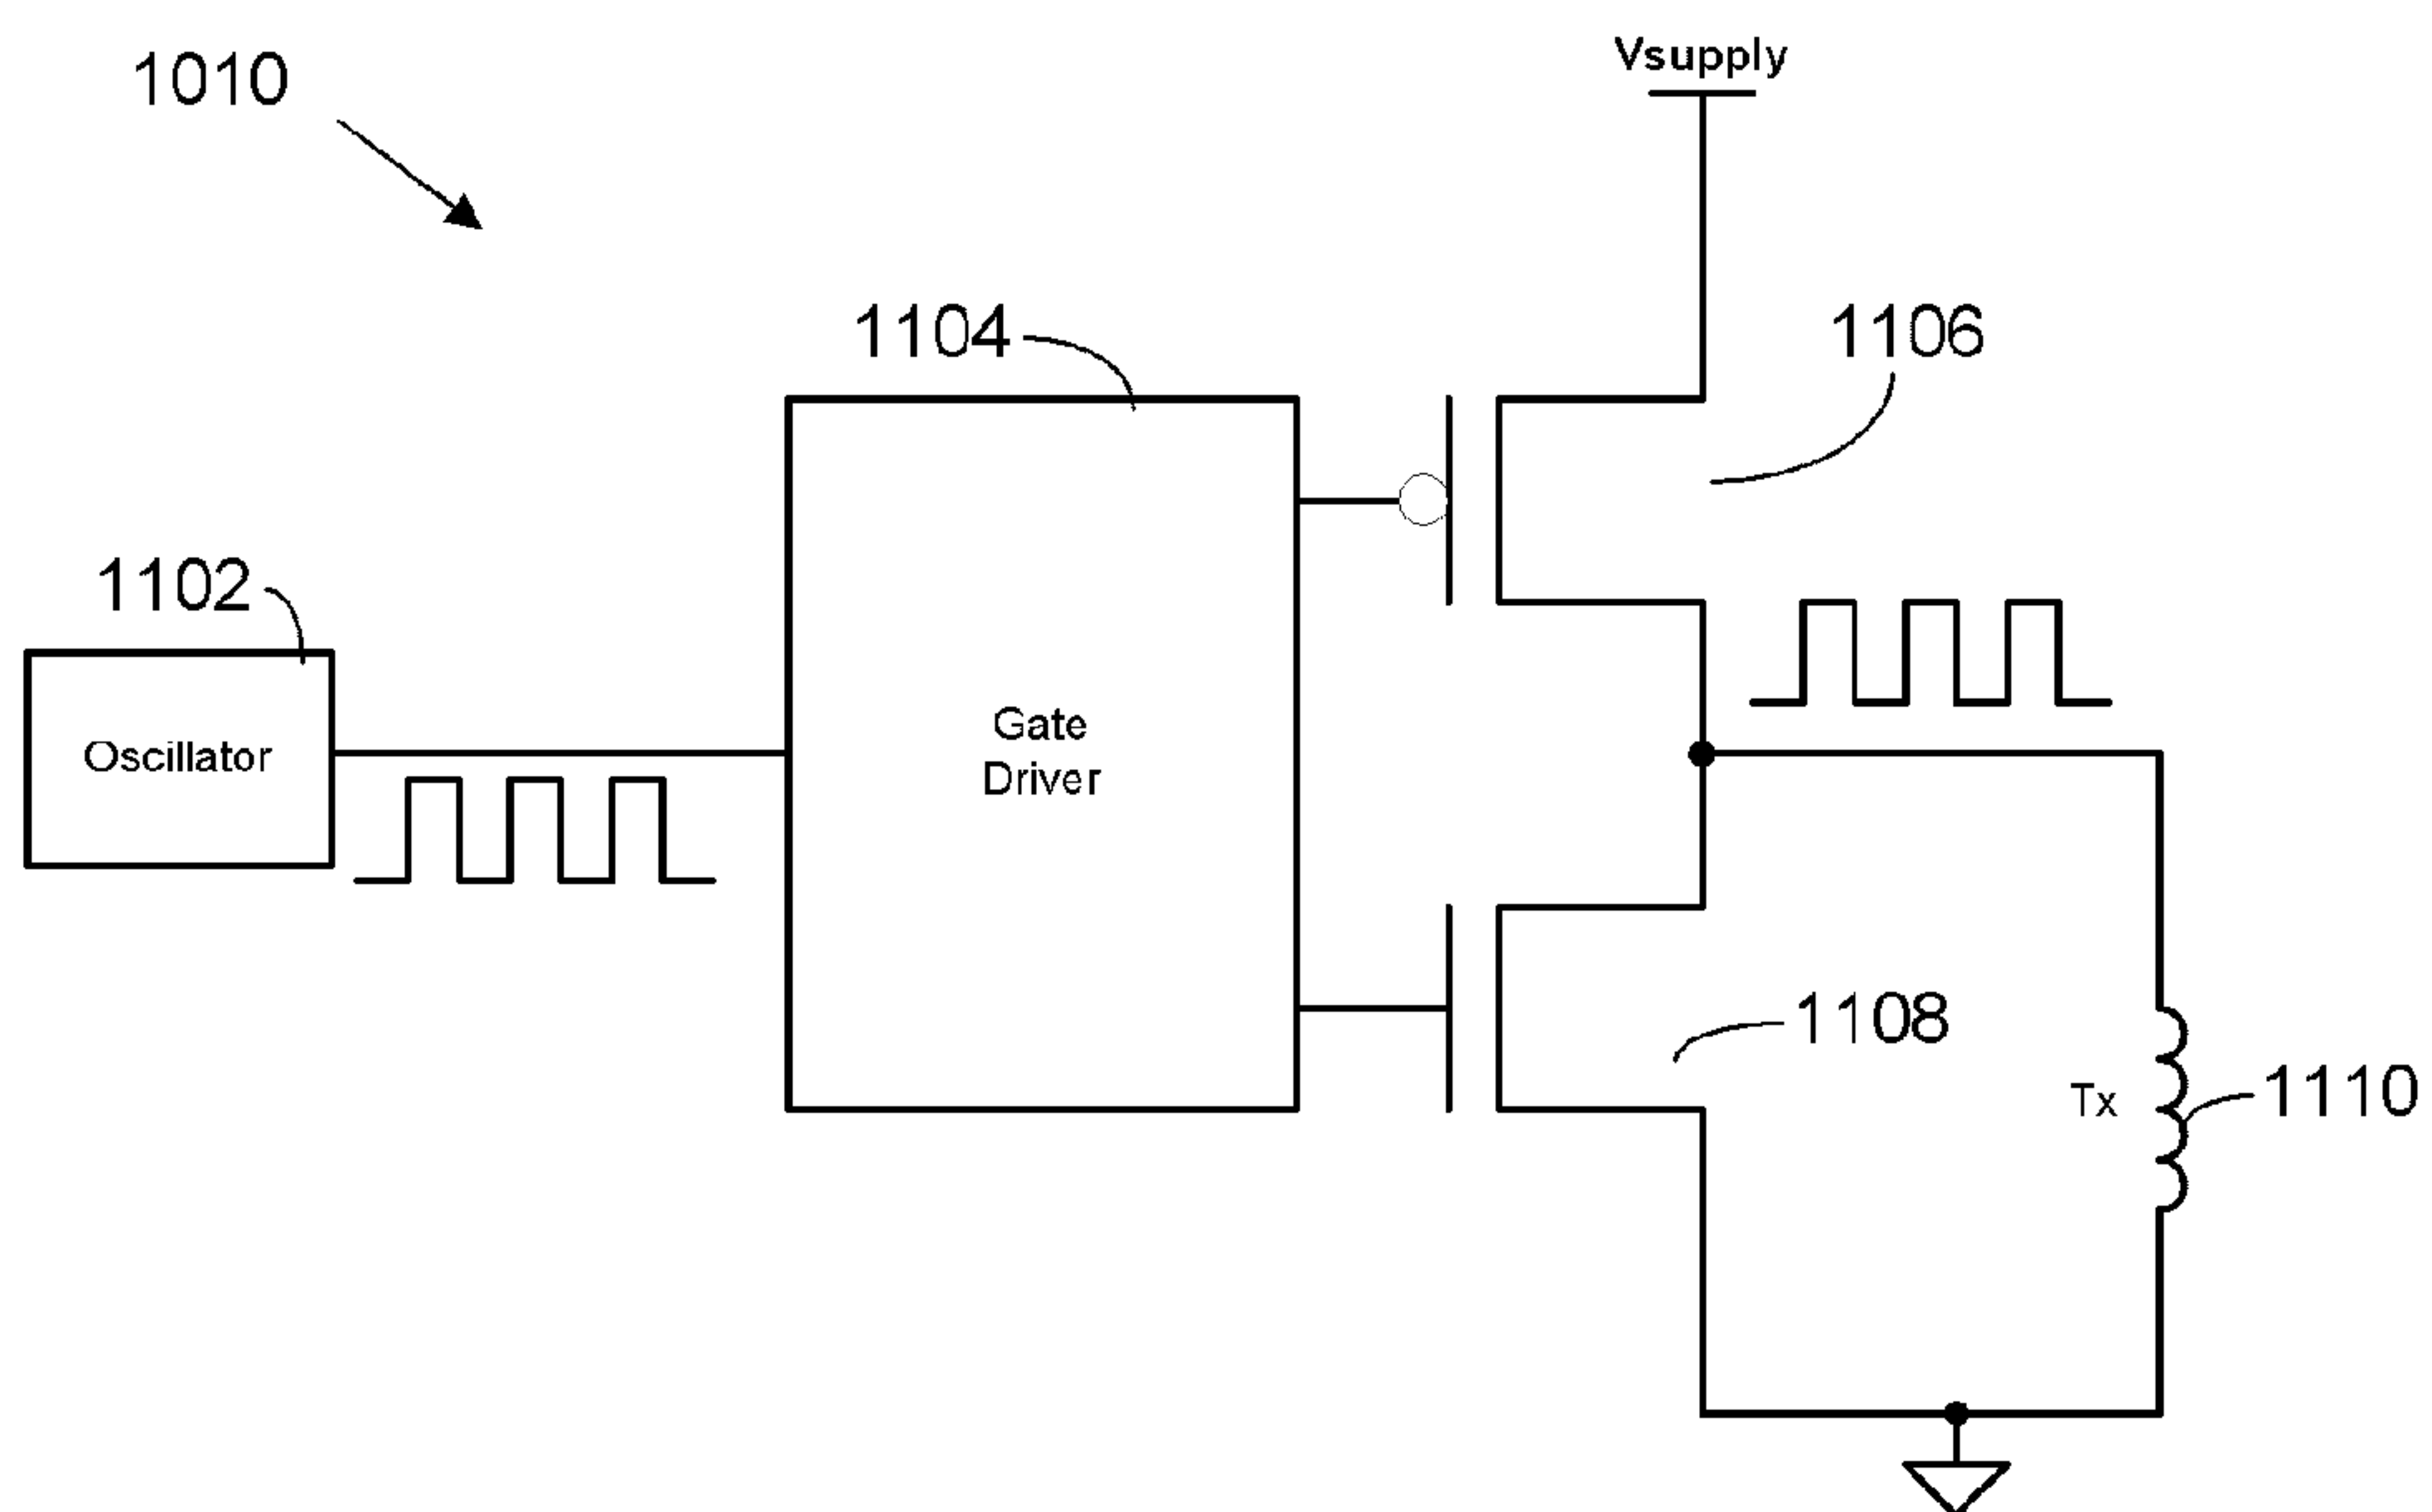 1010
Vsupply
1104
1106
1102
Oscillator
Gate
Driver
1108
Tx
1110